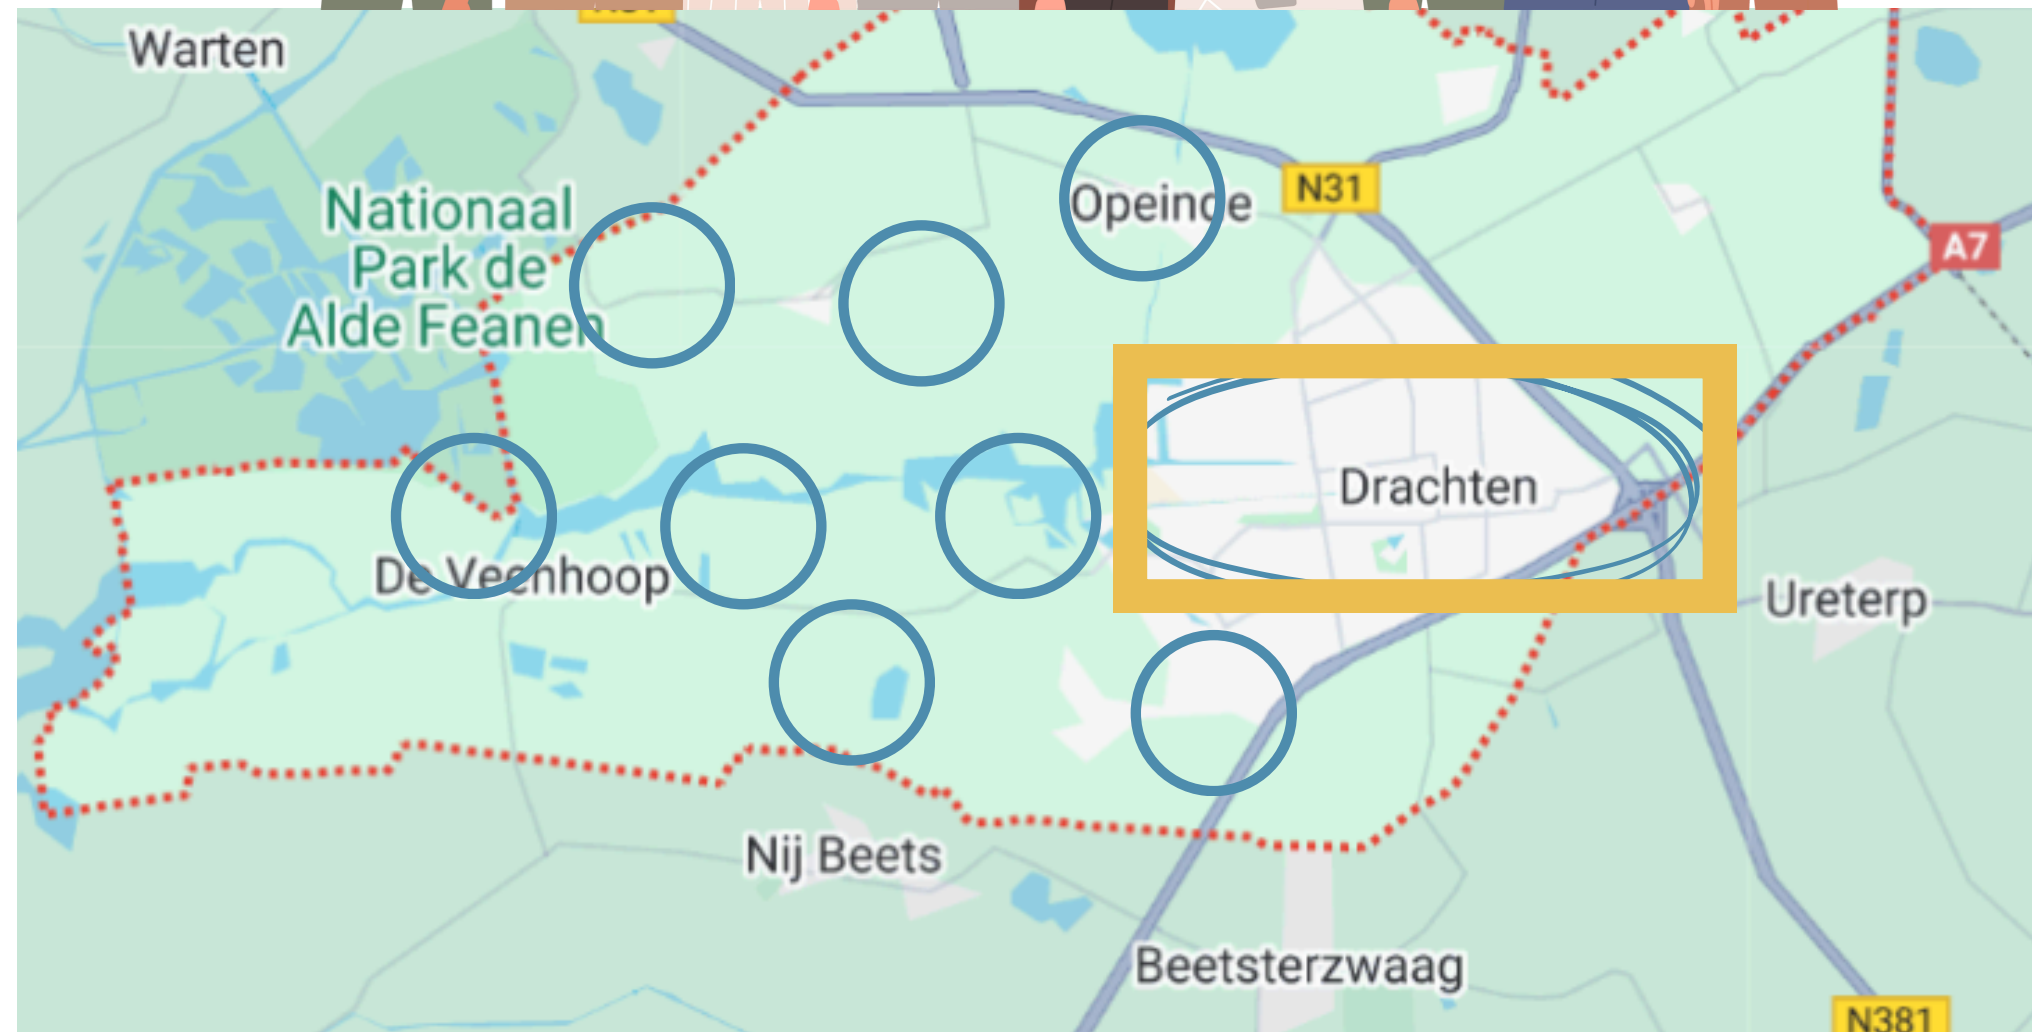 Warten
Nationaal
Park de
Alde Feanen
Opeinde
N31
A7
Drachten
De Veenhoop
Ureterp
Nij Beets
Beetsterzwaag
N381